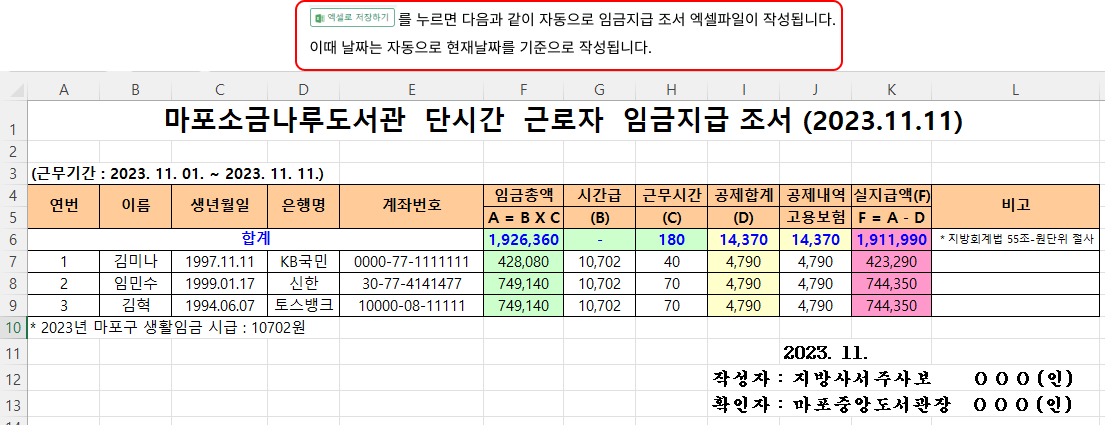 엑셀로 저장하기 를 누르면 다음과 같이 자동으로 임금지급 조서 엑셀파일이 작성됩니다.
이때 날짜는 자동으로 현재날짜를 기준으로 작성됩니다.
A B C D E F G H I J K L
1 마포소금나루도서관 단시간 근로자 임금지급 조서 (2023.11.11)
2
3 (근무기간 : 2023. 11. 01. ~ 2023. 11. 11.)
4 연번 이름 생년월일 은행명 계좌번호 임금총액 시간급 근무시간 공제합계 공제내역 실지급액(F) 비고
5 A = B X C (B) (C) (D) 고용보험 F = A - D
6 합계 1,926,360 - 180 14,370 14,370 1,911,990 * 지방회계법 55조-원단위 절사
7 1 김미나 1997.11.11 KB국민 0000-77-1111111 428,080 10,702 40 4,790 4,790 423,290
8 2 임민수 1999.01.17 신한 30-77-4141477 749,140 10,702 70 4,790 4,790 744,350
9 3 김혁 1994.06.07 토스뱅크 10000-08-11111 749,140 10,702 70 4,790 4,790 744,350
10 * 2023년 마포구 생활임금 시급 : 10702원
11 2023. 11.
12 작성자 : 지방사서주사보 ㅇㅇㅇ(인)
13 확인자 : 마포중앙도서관장 ㅇㅇㅇ(인)